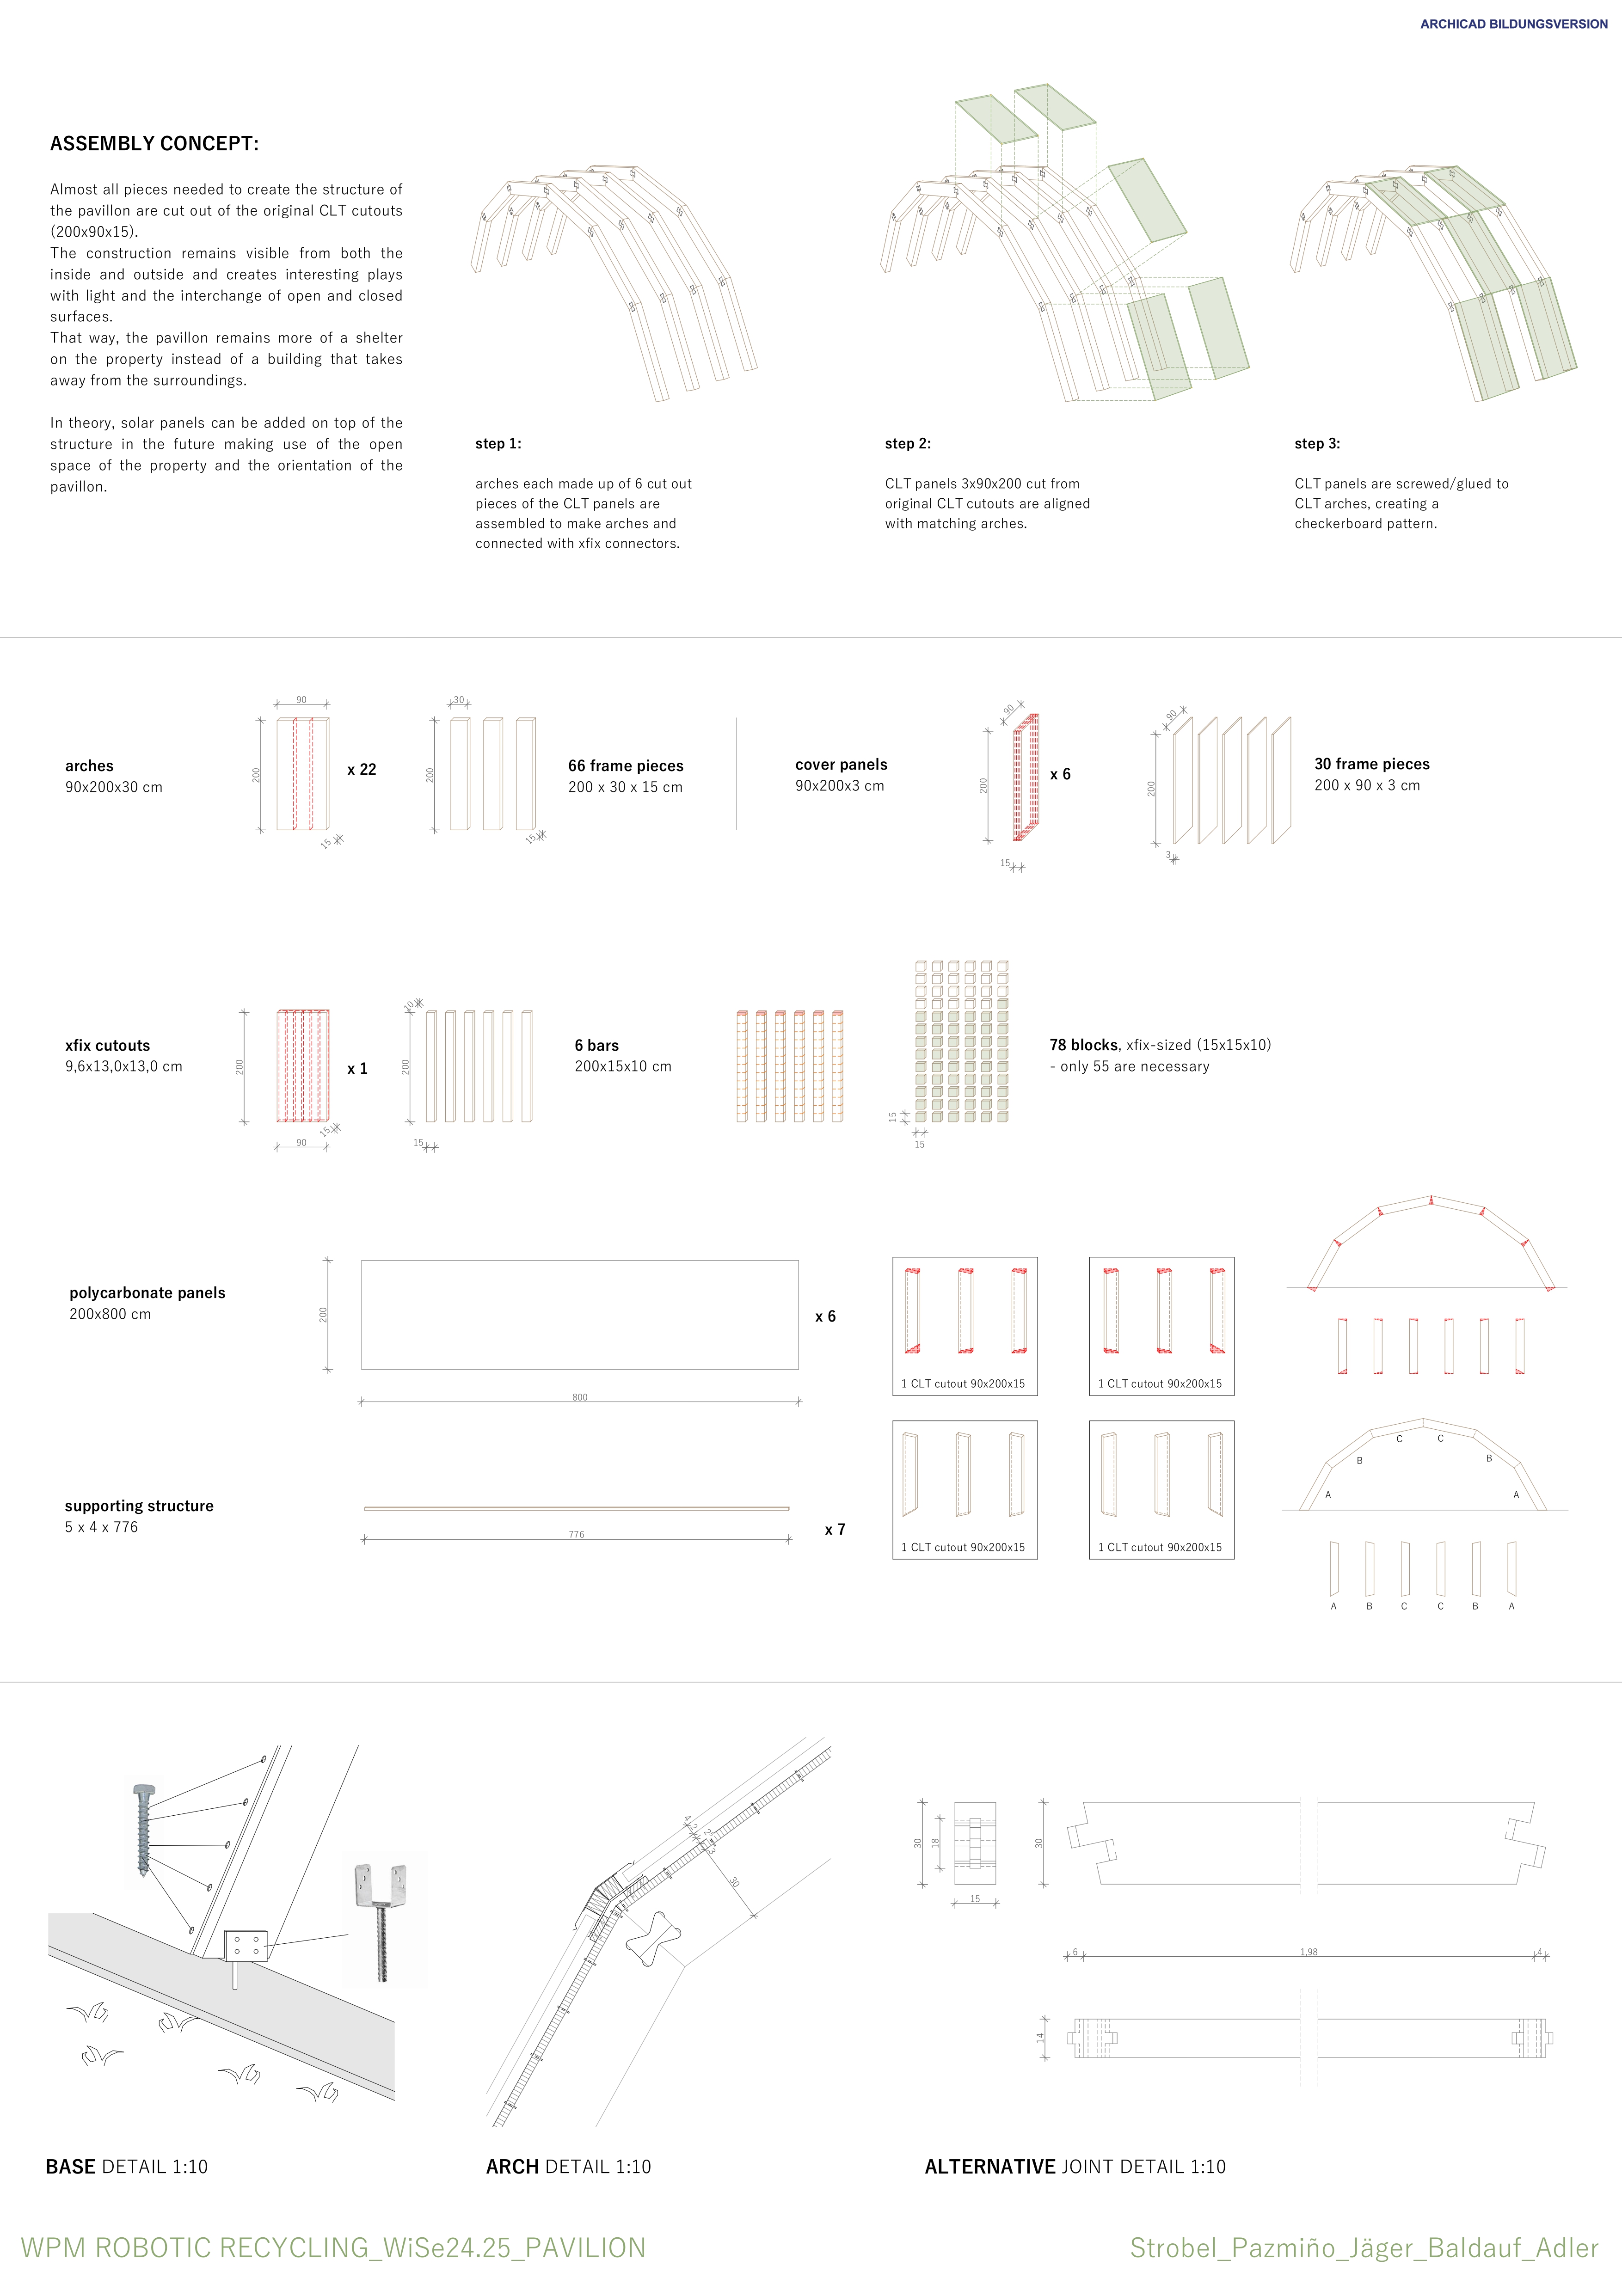 ARCHICAD BILDUNGSVERSION
ASSEMBLY CONCEPT:
Almost all pieces needed to create the structure of
the pavillon are cut out of the original CLT cutouts
(200x90x15).
The construction remains visible from both the
inside and outside and creates interesting plays
with light and the interchange of open and closed
surfaces.
That way, the pavillon remains more of a shelter
on the property instead of a building that takes
away from the surroundings.
In theory, solar panels can be added on top of the
structure in the future making use of the open
space of the property and the orientation of the
pavillon.
step 1:
arches each made up of 6 cut out
pieces of the CLT panels are
assembled to make arches and
connected with xfix connectors.
step 2:
CLT panels 3x90x200 cut from
original CLT cutouts are aligned
with matching arches.
step 3:
CLT panels are screwed/glued to
CLT arches, creating a
checkerboard pattern.
arches
90x200x30 cm
90
200
15
x 22
30
200
15
66 frame pieces
200 x 30 x 15 cm
cover panels
90x200x3 cm
90
200
15
x 6
90
200
3
30 frame pieces
200 x 90 x 3 cm
xfix cutouts
9,6x13,0x13,0 cm
200
90
15
x 1
10
200
15
6 bars
200x15x10 cm
15
15
78 blocks, xfix-sized (15x15x10)
- only 55 are necessary
polycarbonate panels
200x800 cm
200
800
x 6
supporting structure
5 x 4 x 776
776
x 7
1 CLT cutout 90x200x15
1 CLT cutout 90x200x15
1 CLT cutout 90x200x15
1 CLT cutout 90x200x15
A
B
C
C
B
A
A
B
C
C
B
A
4
2
2⁵
3
30
30
18
15
30
6
1,98
4
14
BASE DETAIL 1:10
ARCH DETAIL 1:10
ALTERNATIVE JOINT DETAIL 1:10
WPM ROBOTIC RECYCLING_WiSe24.25_PAVILION
Strobel_Pazmiño_Jäger_Baldauf_Adler